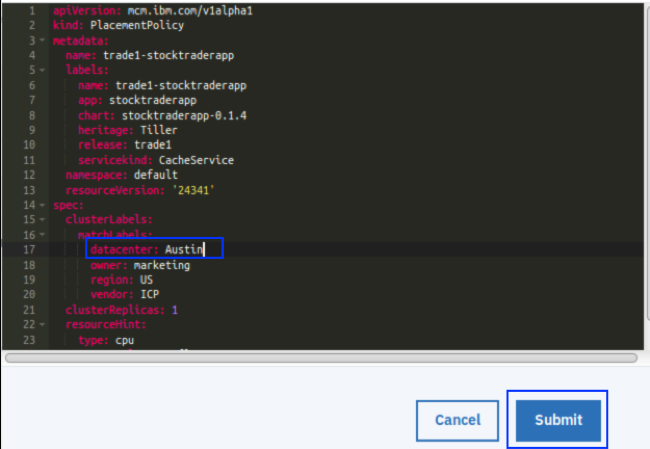 1 apiVersion: mcm.ibm.com/v1alpha1
2 kind: PlacementPolicy
3 metadata:
4 name: trade1-stocktraderapp
5 labels:
6 name: trade1-stocktraderapp
7 app: stocktraderapp
8 chart: stocktraderapp-0.1.4
9 heritage: Tiller
10 release: trade1
11 servicekind: CacheService
12 namespace: default
13 resourceVersion: '24341'
14 spec:
15 clusterLabels:
16 matchLabels:
17 datacenter: Austin
18 owner: marketing
19 region: US
20 vendor: ICP
21 clusterReplicas: 1
22 resourceHint:
23 type: cpu
Cancel Submit